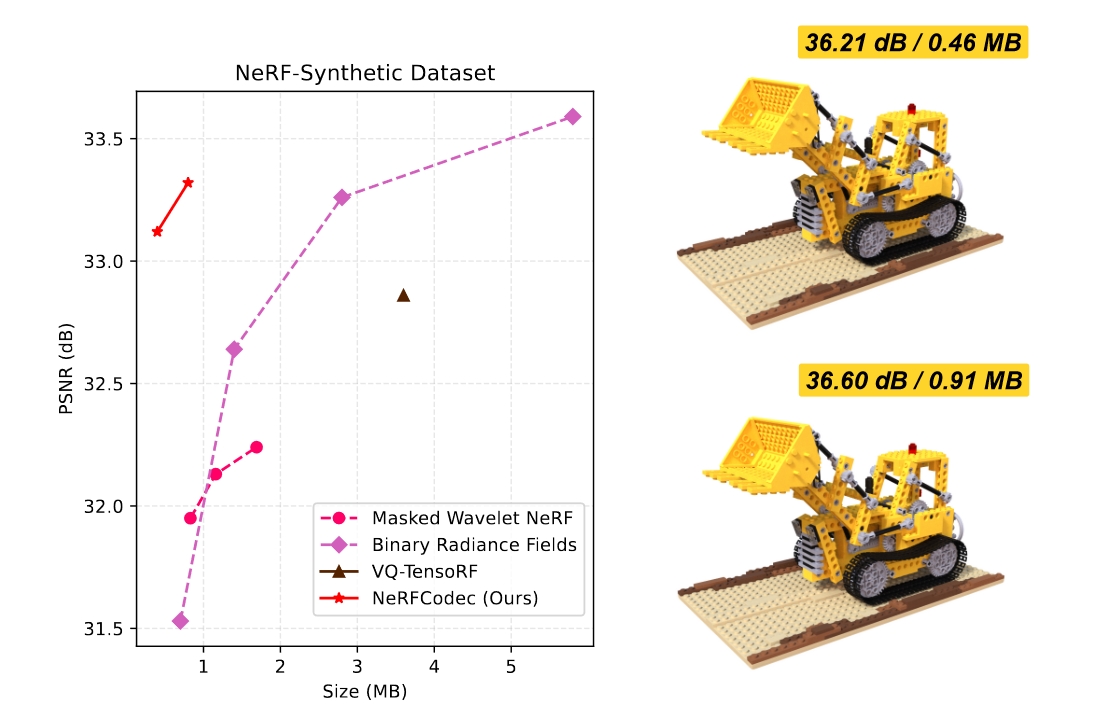 NeRF-Synthetic Dataset
33.5
33.0
32.5
32.0
31.5
PSNR (dB)
1 2 3 4 5
Size (MB)
Masked Wavelet NeRF
Binary Radiance Fields
VQ-TensoRF
NeRFCodec (Ours)
36.21 dB / 0.46 MB
36.60 dB / 0.91 MB